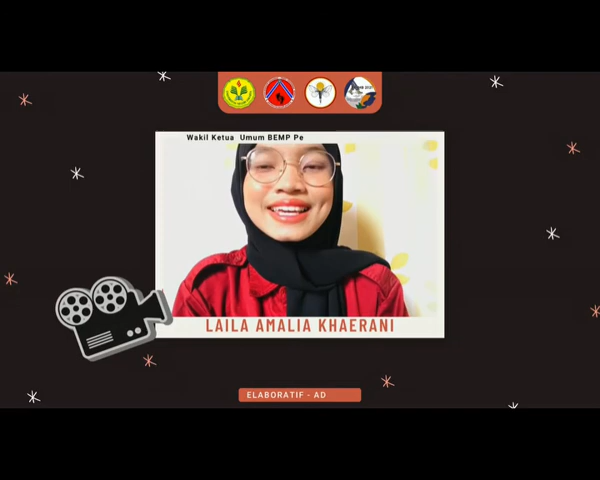 Wakil Ketua Umum BEMP Pe
LAILA AMALIA KHAERANI
ELABORATIF - AD